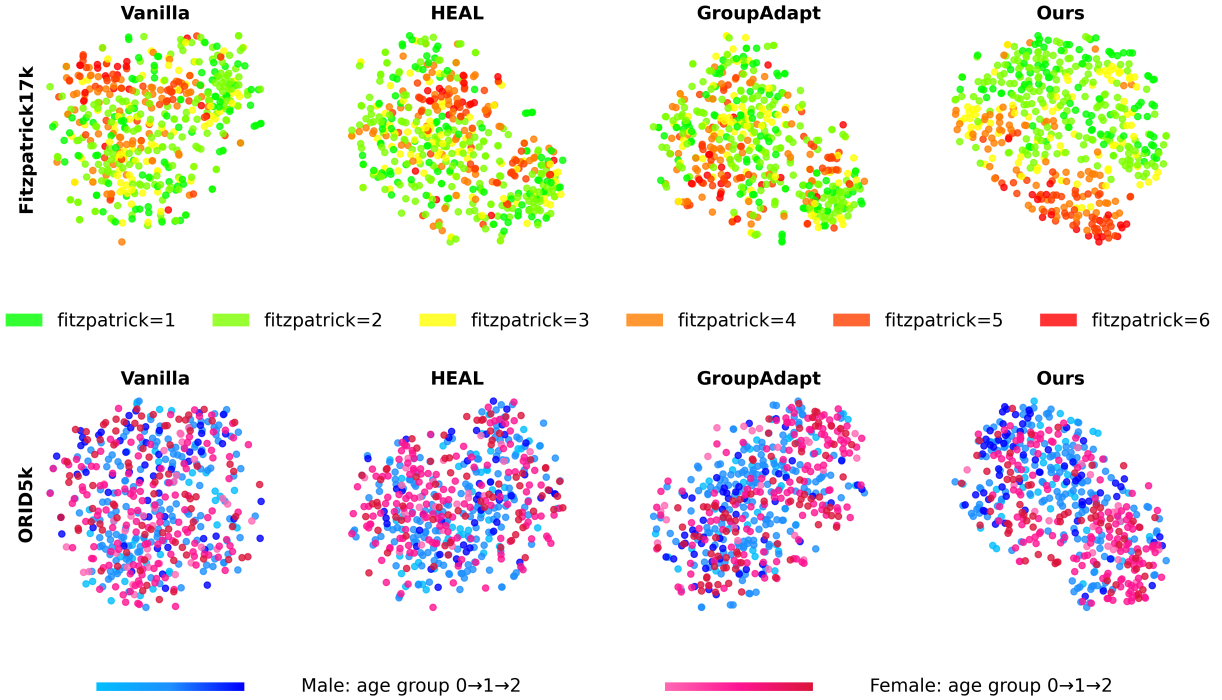 Vanilla HEAL GroupAdapt Ours
Fitzpatrick17k
fitzpatrick=1 fitzpatrick=2 fitzpatrick=3 fitzpatrick=4 fitzpatrick=5 fitzpatrick=6
Vanilla HEAL GroupAdapt Ours
ORID5k
Male: age group 0→1→2 Female: age group 0→1→2